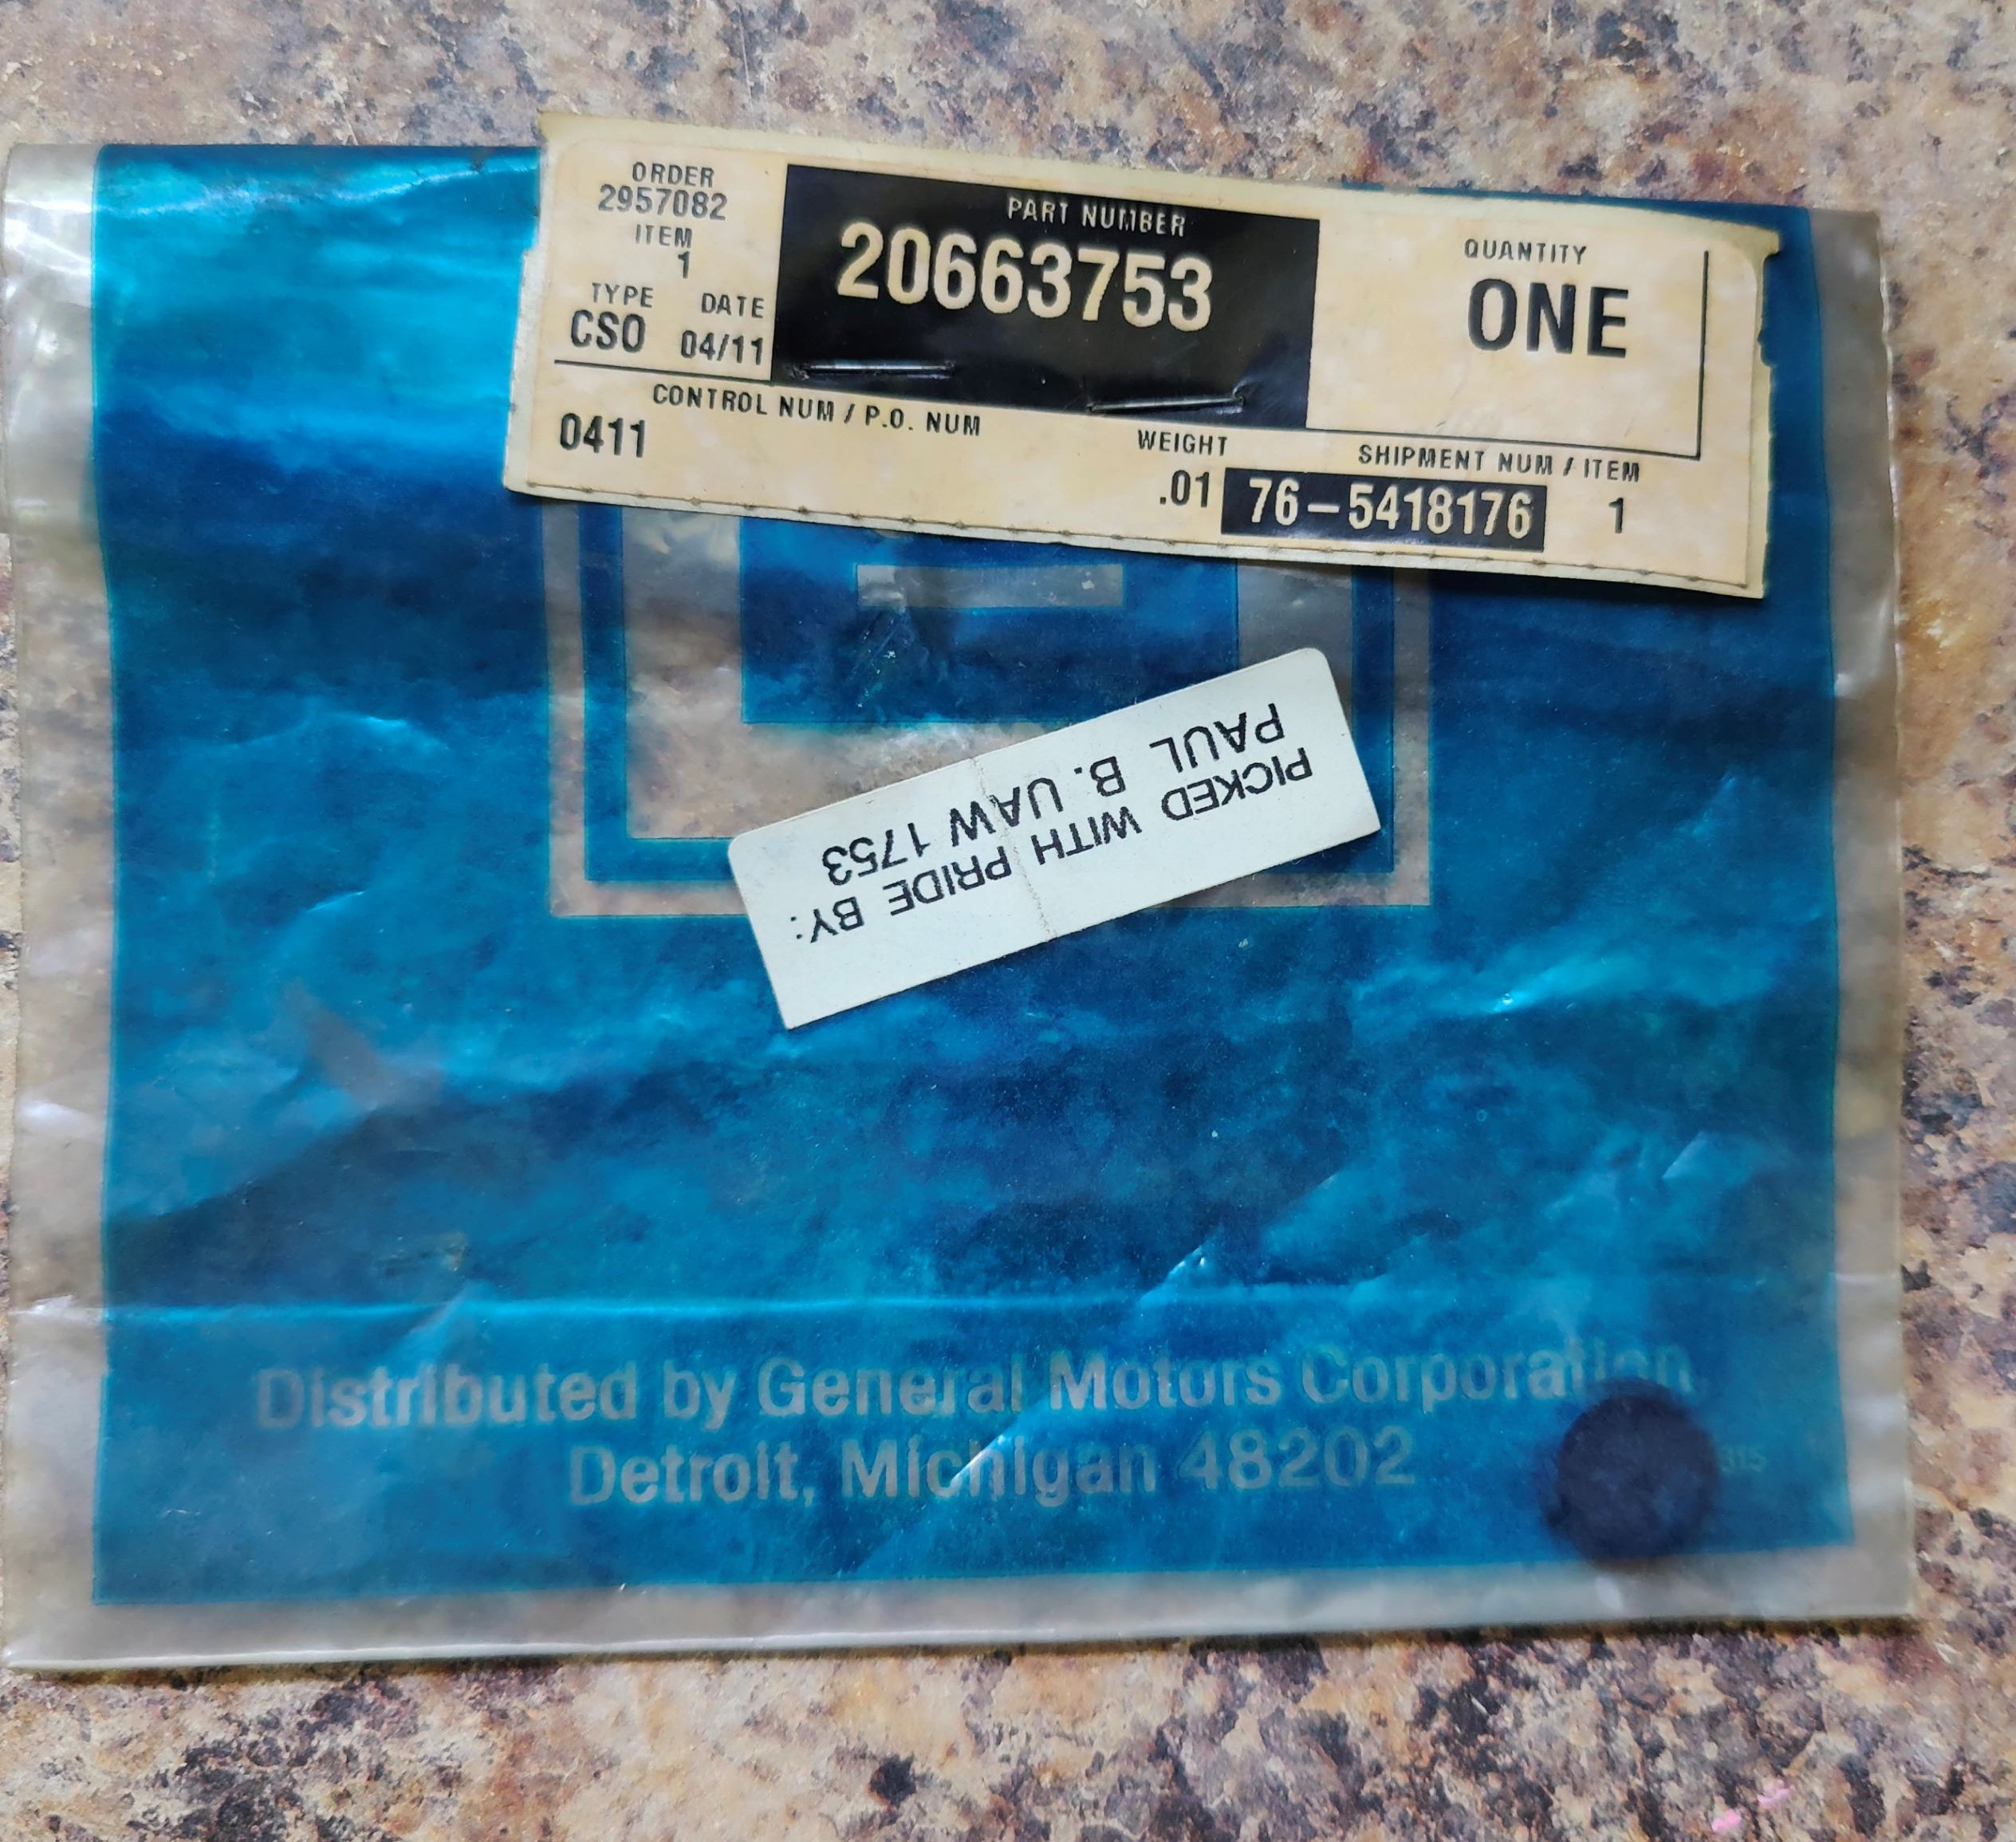 ORDER
2957082
ITEM
1
TYPE DATE
CSO 04/11
PART NUMBER
20663753
QUANTITY
ONE
CONTROL NUM / P.O. NUM
0411
WEIGHT
.01
SHIPMENT NUM / ITEM
76-5418176 1
PICKED WITH PRIDE BY:
PAUL B. UAW 1753
Distributed by General Motors Corporation
Detroit, Michigan 48202